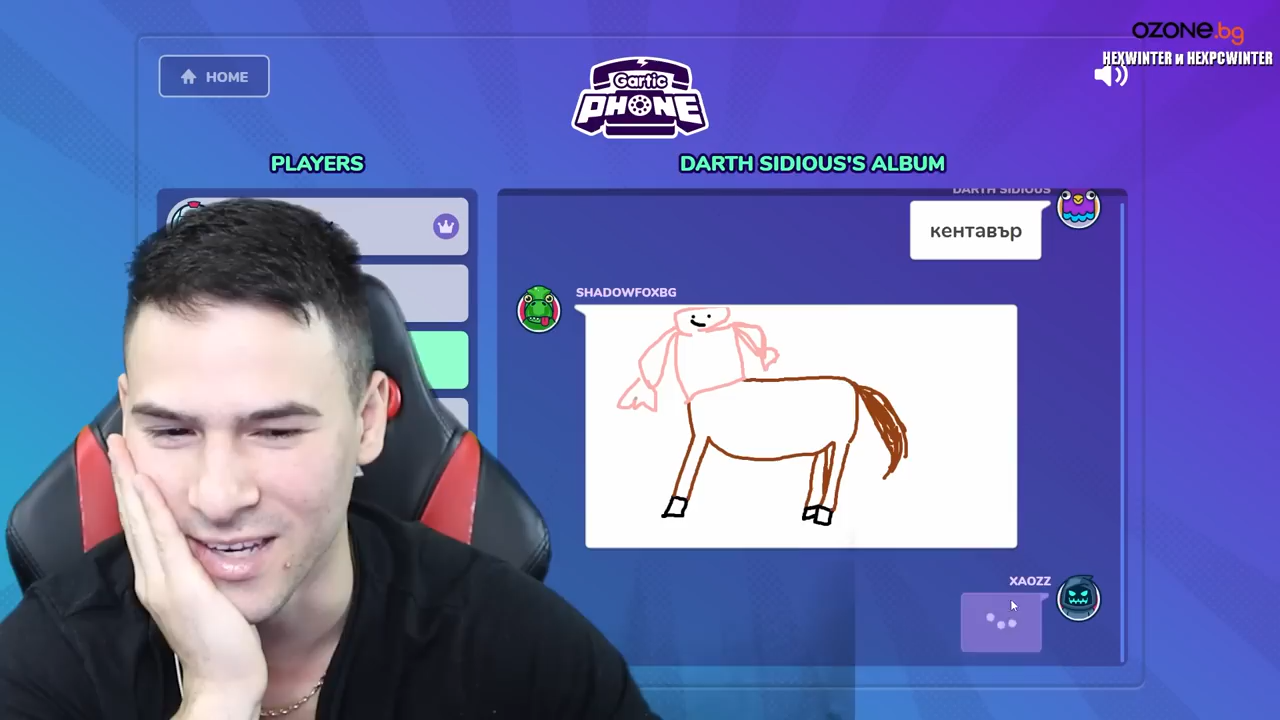 OZONE.bg
HEXWINTER и HEXPCWINTER
HOME
Gartic
PHONE
PLAYERS
DARTH SIDIOUS'S ALBUM
DARTH SIDIOUS
кентавър
SHADOWFOXBG
XAOZZ